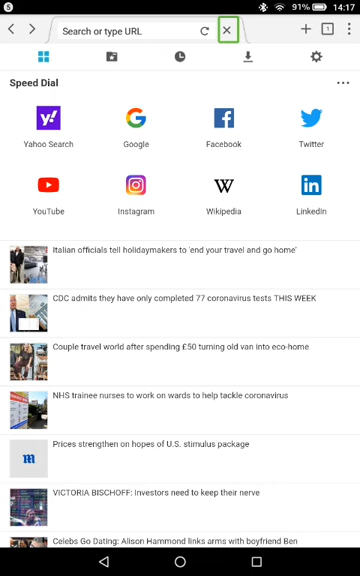 S
91% 14:17
Search or type URL
1
Speed Dial
y!
Yahoo Search
Google
Facebook
Twitter
YouTube
Instagram
W
Wikipedia
in
LinkedIn
Italian officials tell holidaymakers to 'end your travel and go home'
CDC admits they have only completed 77 coronavirus tests THIS WEEK
Couple travel world after spending £50 turning old van into eco-home
NHS trainee nurses to work on wards to help tackle coronavirus
Prices strengthen on hopes of U.S. stimulus package
m
VICTORIA BISCHOFF: Investors need to keep their nerve
Celebs Go Dating: Alison Hammond links arms with boyfriend Ben